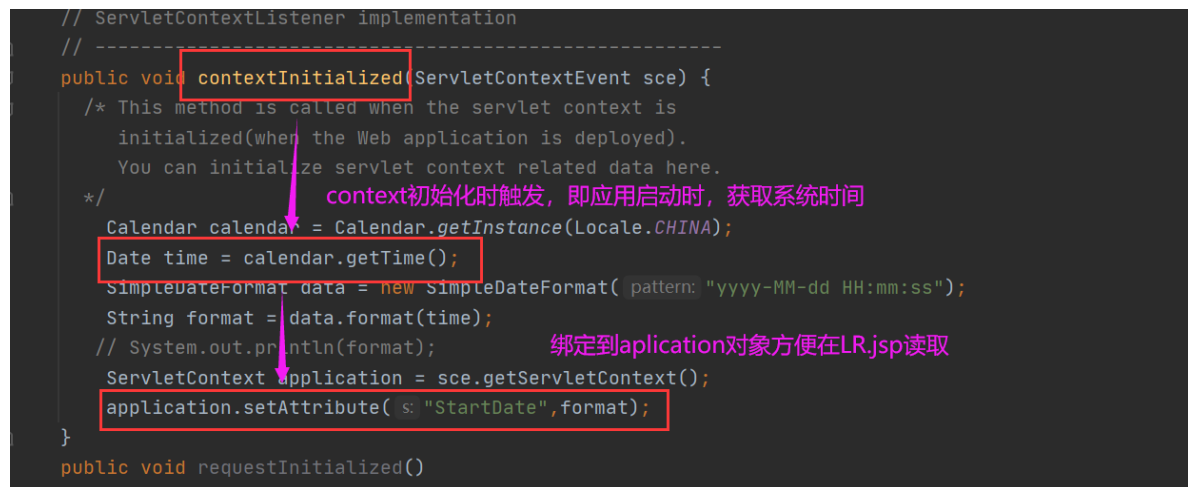 // ServletContextListener implementation
// -------------------------------------------------------
public void contextInitialized(ServletContextEvent sce) {
/* This method is called when the servlet context is
initialized(when the Web application is deployed).
You can initialize servlet context related data here.
*/
context初始化时触发，即应用启动时，获取系统时间
Calendar calendar = Calendar.getInstance(Locale.CHINA);
Date time = calendar.getTime();
SimpleDateFormat data = new SimpleDateFormat( pattern: "yyyy-MM-dd HH:mm:ss");
String format = data.format(time);
// System.out.println(format);
绑定到aplication对象方便在LR.jsp读取
ServletContext application = sce.getServletContext();
application.setAttribute( s: "StartDate",format);
}
public void requestInitialized()